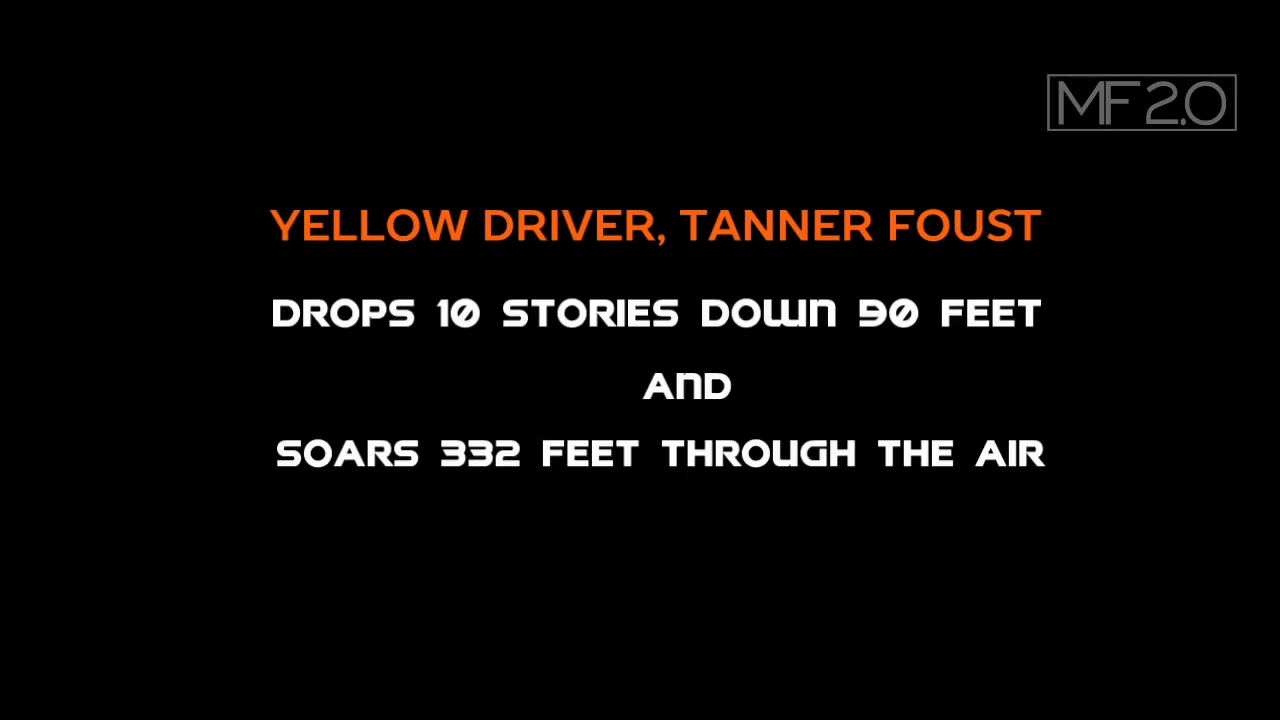 MF 2.0
YELLOW DRIVER, TANNER FOUST
DROPS 10 STORIES DOWN 90 FEET
AND
SOARS 332 FEET THROUGH THE AIR